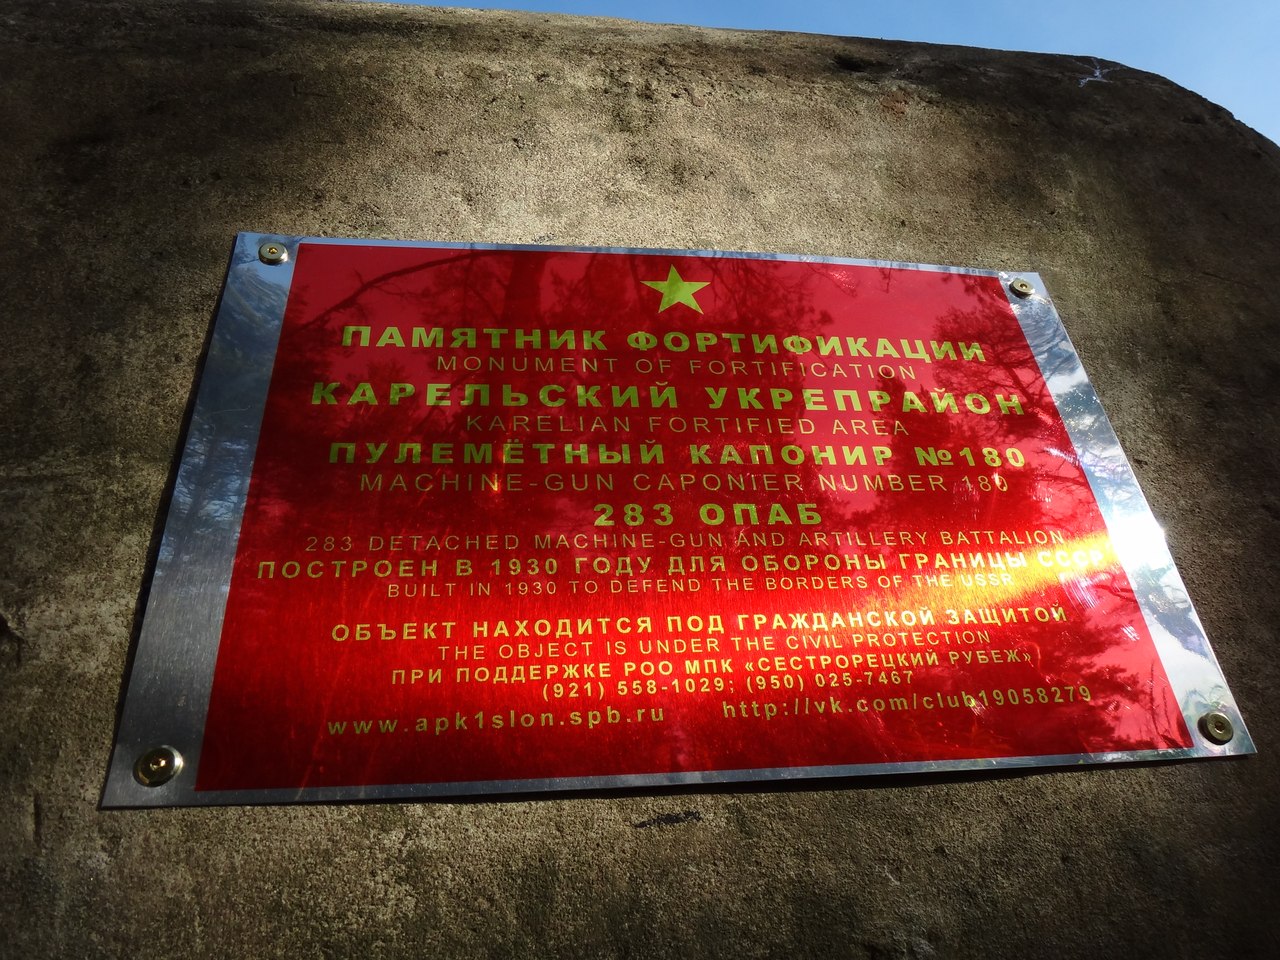 ПАМЯТНИК ФОРТИФИКАЦИИ
MONUMENT OF FORTIFICATION
КАРЕЛЬСКИЙ УКРЕПРАЙОН
KARELIAN FORTIFIED AREA
ПУЛЕМЁТНЫЙ КАПОНИР №180
MACHINE-GUN CAPONIER NUMBER 180
283 ОПАБ
283 DETACHED MACHINE-GUN AND ARTILLERY BATTALION
ПОСТРОЕН В 1930 ГОДУ ДЛЯ ОБОРОНЫ ГРАНИЦЫ СССР
BUILT IN 1930 TO DEFEND THE BORDERS OF THE USSR
ОБЪЕКТ НАХОДИТСЯ ПОД ГРАЖДАНСКОЙ ЗАЩИТОЙ
THE OBJECT IS UNDER THE CIVIL PROTECTION
ПРИ ПОДДЕРЖКЕ РОО МПК «СЕСТРОРЕЦКИЙ РУБЕЖ»
(921) 558-1029; (950) 025-7467
www.apk1slon.spb.ru http://vk.com/club19058279